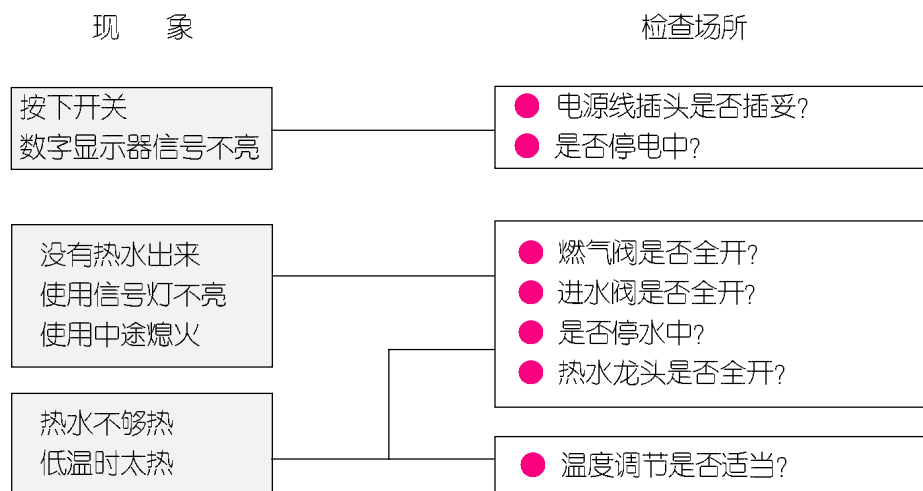 现 象
检查场所
按下开关
数字显示器信号不亮
电源线插头是否插妥?
是否停电中?
没有热水出来
使用信号灯不亮
使用中途熄火
燃气阀是否全开?
进水阀是否全开?
是否停水中?
热水龙头是否全开?
热水不够热
低温时太热
温度调节是否适当?